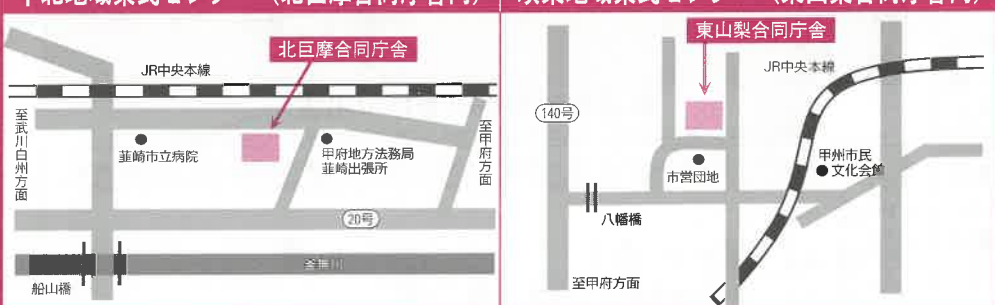 北巨摩合同庁舎
JR中央本線
至武川白州方面
韮崎市立病院
甲府地方法務局
韮崎出張所
至甲府方面
20号
船山橋
東山梨合同庁舎
JR中央本線
140号
市営団地
甲州市民
文化会館
八幡橋
至甲府方面